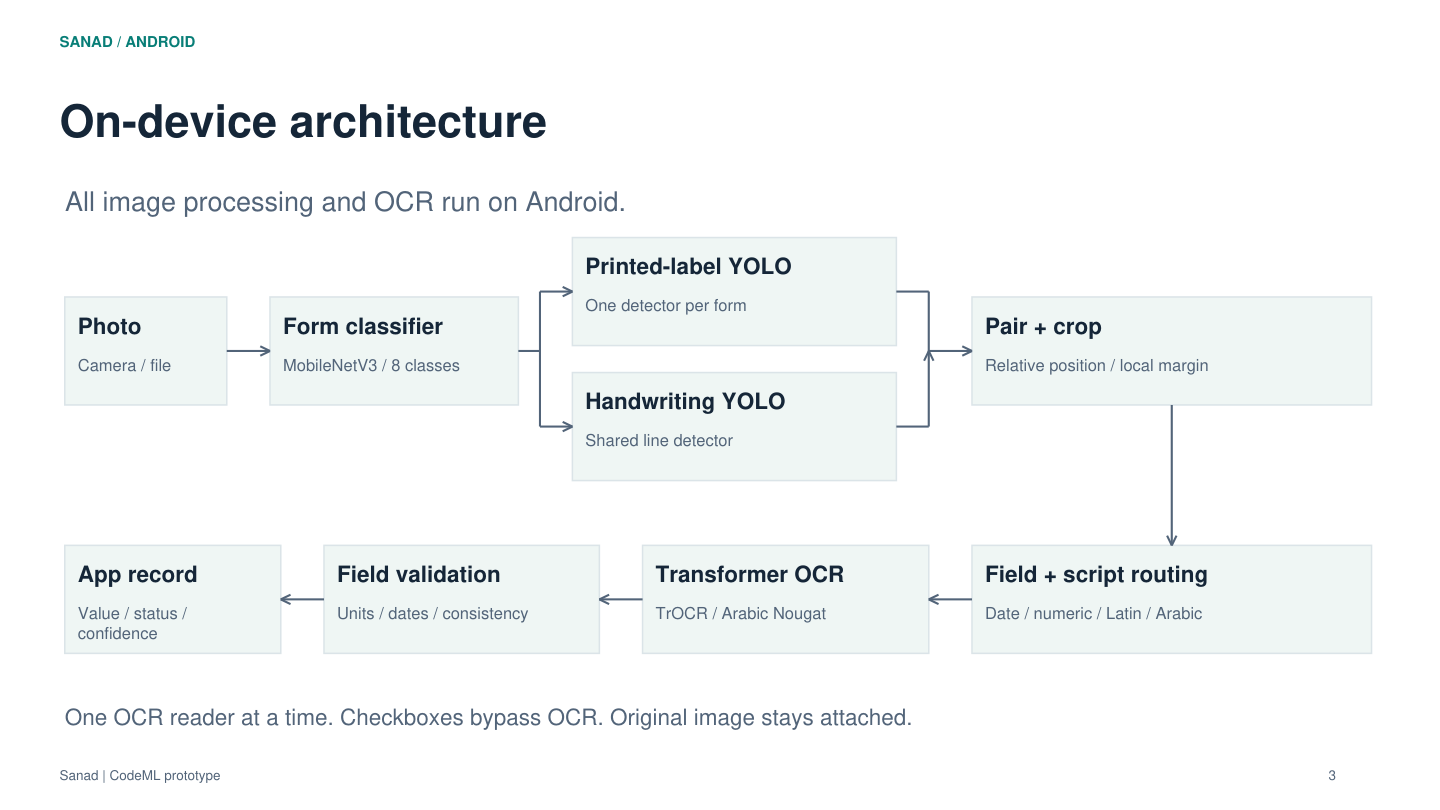 SANAD / ANDROID
On-device architecture
All image processing and OCR run on Android.
Photo
Camera / file
Form classifier
MobileNetV3 / 8 classes
Printed-label YOLO
One detector per form
Handwriting YOLO
Shared line detector
Pair + crop
Relative position / local margin
Field + script routing
Date / numeric / Latin / Arabic
Transformer OCR
TrOCR / Arabic Nougat
Field validation
Units / dates / consistency
App record
Value / status /
confidence
One OCR reader at a time. Checkboxes bypass OCR. Original image stays attached.
Sanad | CodeML prototype
3